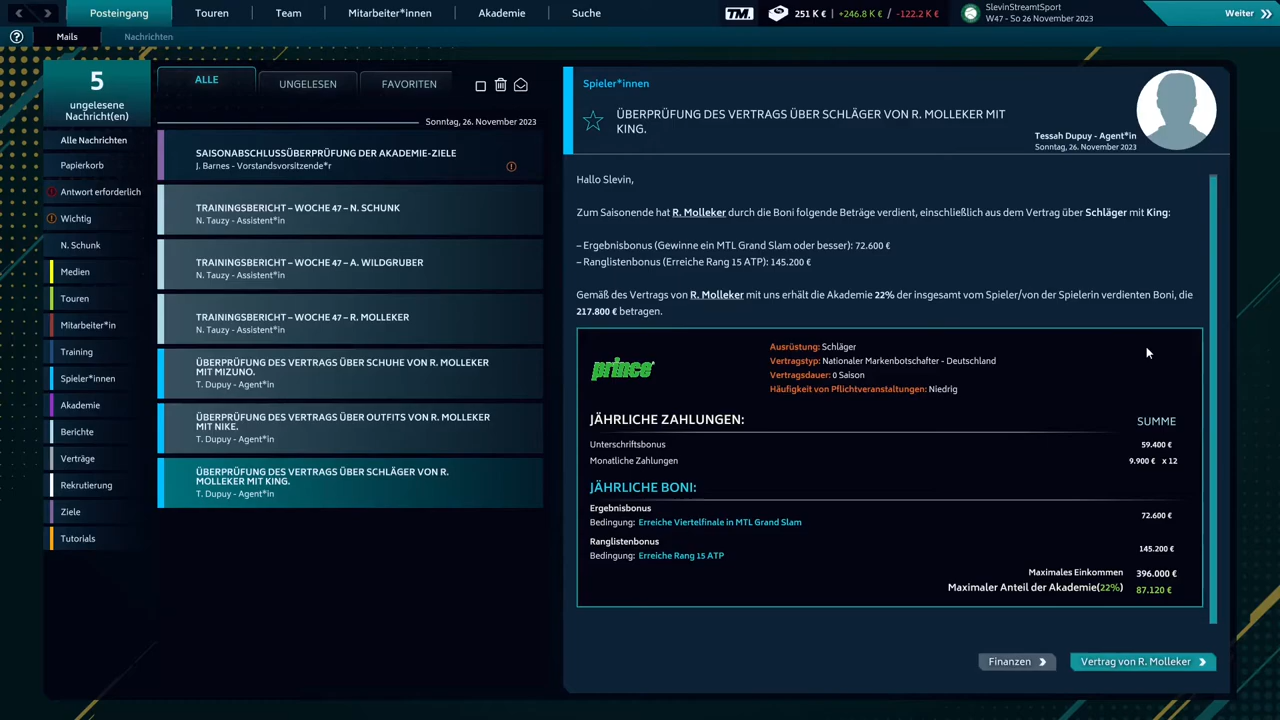 Posteingang
Touren
Team
Mitarbeiter*innen
Akademie
Suche
TM.
251 K € | +246.8 K € | -122.2 K €
SlevinStreamtSport
W47 - So 26 November 2023
Weiter
Mails
Nachrichten
5
ungelesene
Nachricht(en)
Alle Nachrichten
Papierkorb
Antwort erforderlich
Wichtig
N. Schunk
Medien
Touren
Mitarbeiter*in
Training
Spieler*innen
Akademie
Berichte
Verträge
Rekrutierung
Ziele
Tutorials
ALLE
UNGELESEN
FAVORITEN
Sonntag, 26. November 2023
SAISONABSCHLUSSÜBERPRÜFUNG DER AKADEMIE-ZIELE
J. Barnes - Vorstandsvorsitzende*r
TRAININGSBERICHT – WOCHE 47 – N. SCHUNK
N. Tauzy - Assistent*in
TRAININGSBERICHT – WOCHE 47 – A. WILDGRUBER
N. Tauzy - Assistent*in
TRAININGSBERICHT – WOCHE 47 – R. MOLLEKER
N. Tauzy - Assistent*in
ÜBERPRÜFUNG DES VERTRAGS ÜBER SCHUHE VON R. MOLLEKER
MIT MIZUNO.
T. Dupuy - Agent*in
ÜBERPRÜFUNG DES VERTRAGS ÜBER OUTFITS VON R. MOLLEKER
MIT NIKE.
T. Dupuy - Agent*in
ÜBERPRÜFUNG DES VERTRAGS ÜBER SCHLÄGER VON R.
MOLLEKER MIT KING.
T. Dupuy - Agent*in
Spieler*innen
ÜBERPRÜFUNG DES VERTRAGS ÜBER SCHLÄGER VON R. MOLLEKER MIT
KING.
Tessah Dupuy - Agent*in
Sonntag, 26. November 2023
Hallo Slevin,
Zum Saisonende hat R. Molleker durch die Boni folgende Beträge verdient, einschließlich aus dem Vertrag über Schläger mit King:
– Ergebnisbonus (Gewinne ein MTL Grand Slam oder besser): 72.600 €
– Ranglistenbonus (Erreiche Rang 15 ATP): 145.200 €
Gemäß des Vertrags von R. Molleker mit uns erhält die Akademie 22% der insgesamt vom Spieler/von der Spielerin verdienten Boni, die
217.800 € betragen.
prince
Ausrüstung: Schläger
Vertragstyp: Nationaler Markenbotschafter - Deutschland
Vertragsdauer: 0 Saison
Häufigkeit von Pflichtveranstaltungen: Niedrig
JÄHRLICHE ZAHLUNGEN:
SUMME
Unterschriftsbonus
59.400 €
Monatliche Zahlungen
9.900 € x 12
JÄHRLICHE BONI:
Ergebnisbonus
72.600 €
Bedingung: Erreiche Viertelfinale in MTL Grand Slam
Ranglistenbonus
145.200 €
Bedingung: Erreiche Rang 15 ATP
Maximales Einkommen 396.000 €
Maximaler Anteil der Akademie(22%) 87.120 €
Finanzen
Vertrag von R. Molleker